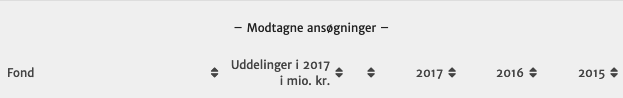 – Modtagne ansøgninger –
Fond
Uddelinger i 2017
i mio. kr.
2017
2016
2015